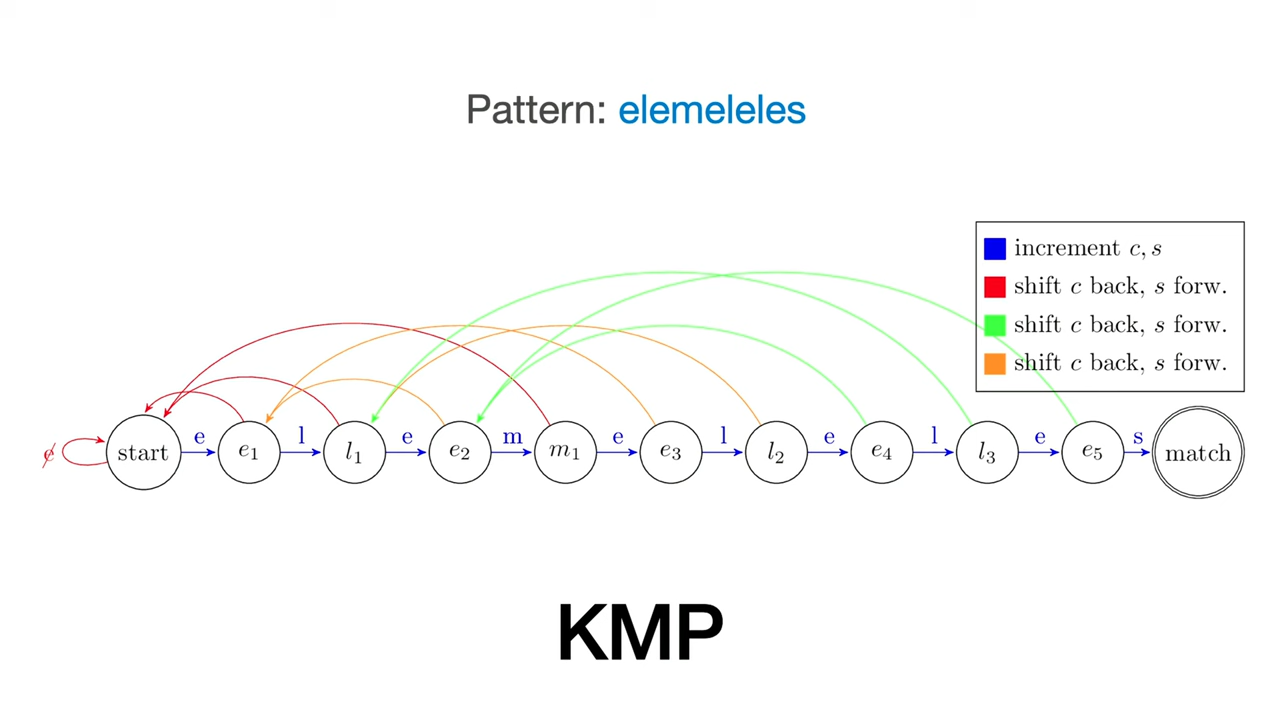 Pattern: elemeleles
increment c, s
shift c back, s forw.
shift c back, s forw.
shift c back, s forw.
e l e m e l e l e s
e̸ start e₁ l₁ e₂ m₁ e₃ l₂ e₄ l₃ e₅ match
KMP